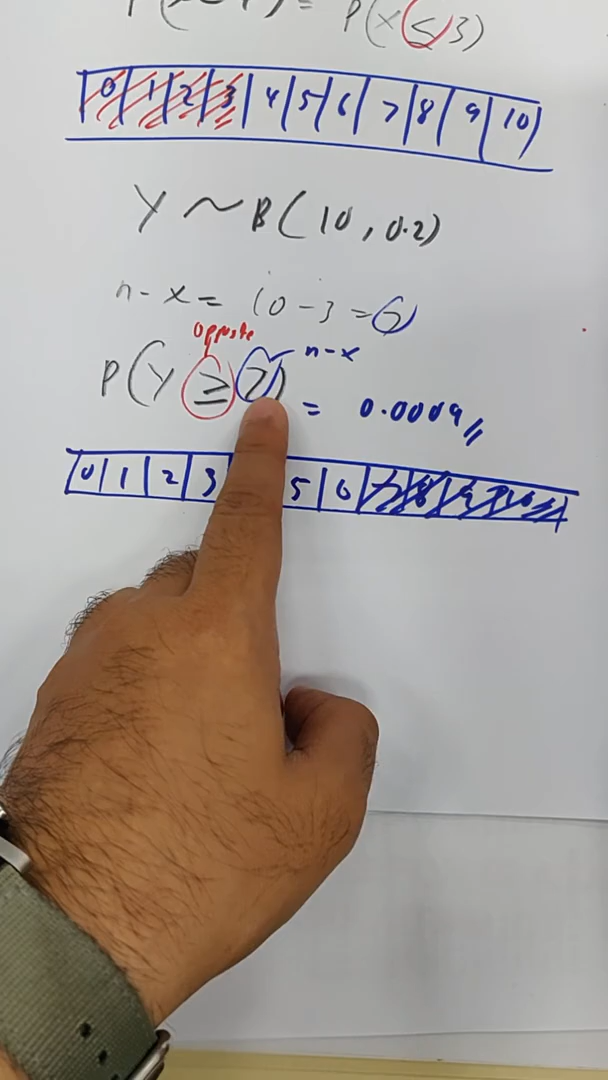 P(X < 4) = P(X ≤ 3)
0 1 2 3 4 5 6 7 8 9 10
Y ~ B(10, 0.2)
n - x = 10 - 3 =
opposite
n-x
P(Y ≥ 7) = 0.0009
0 1 2 3 5 6 7 8 9 10